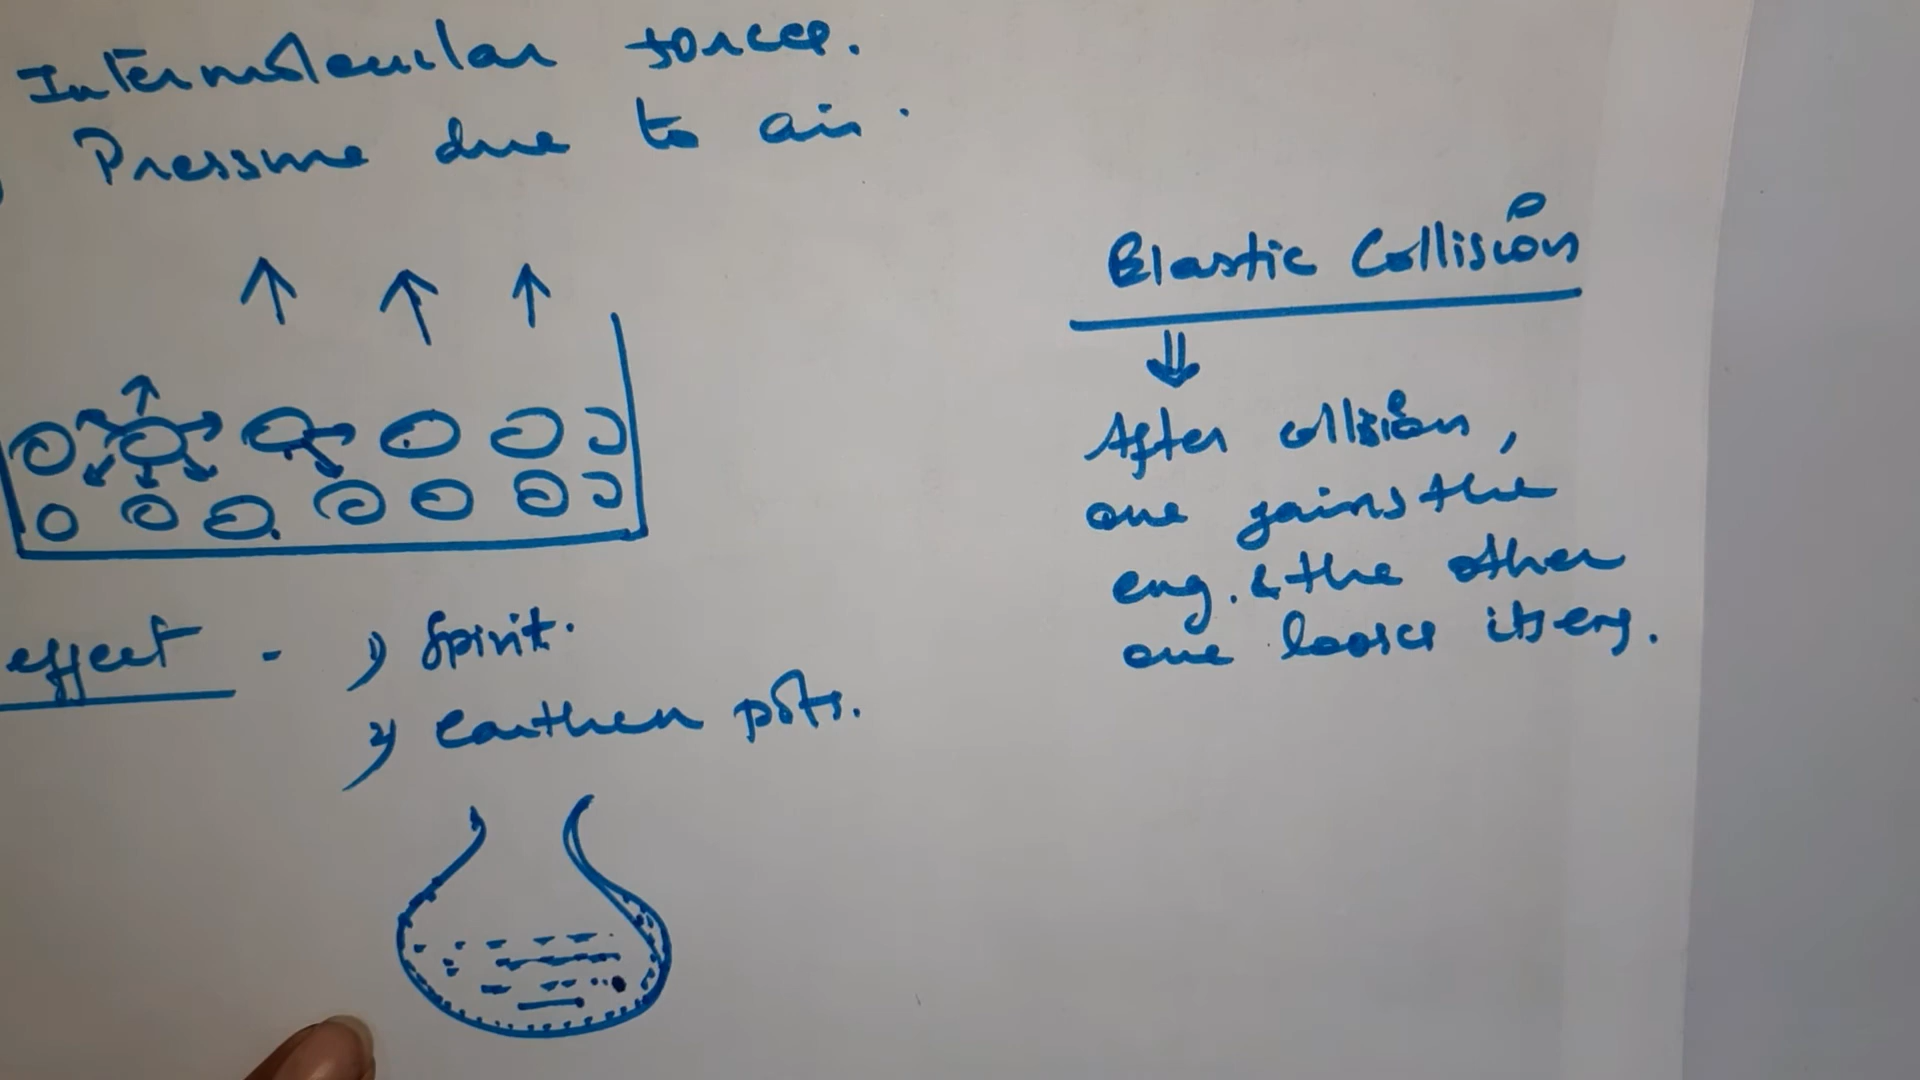 Intermolecular forces.
Pressure due to air.
Elastic Collision
After collision,
one gains the
eng. & the other
one looses its eng.
effect - 1) Spirit.
2) Earthen pots.